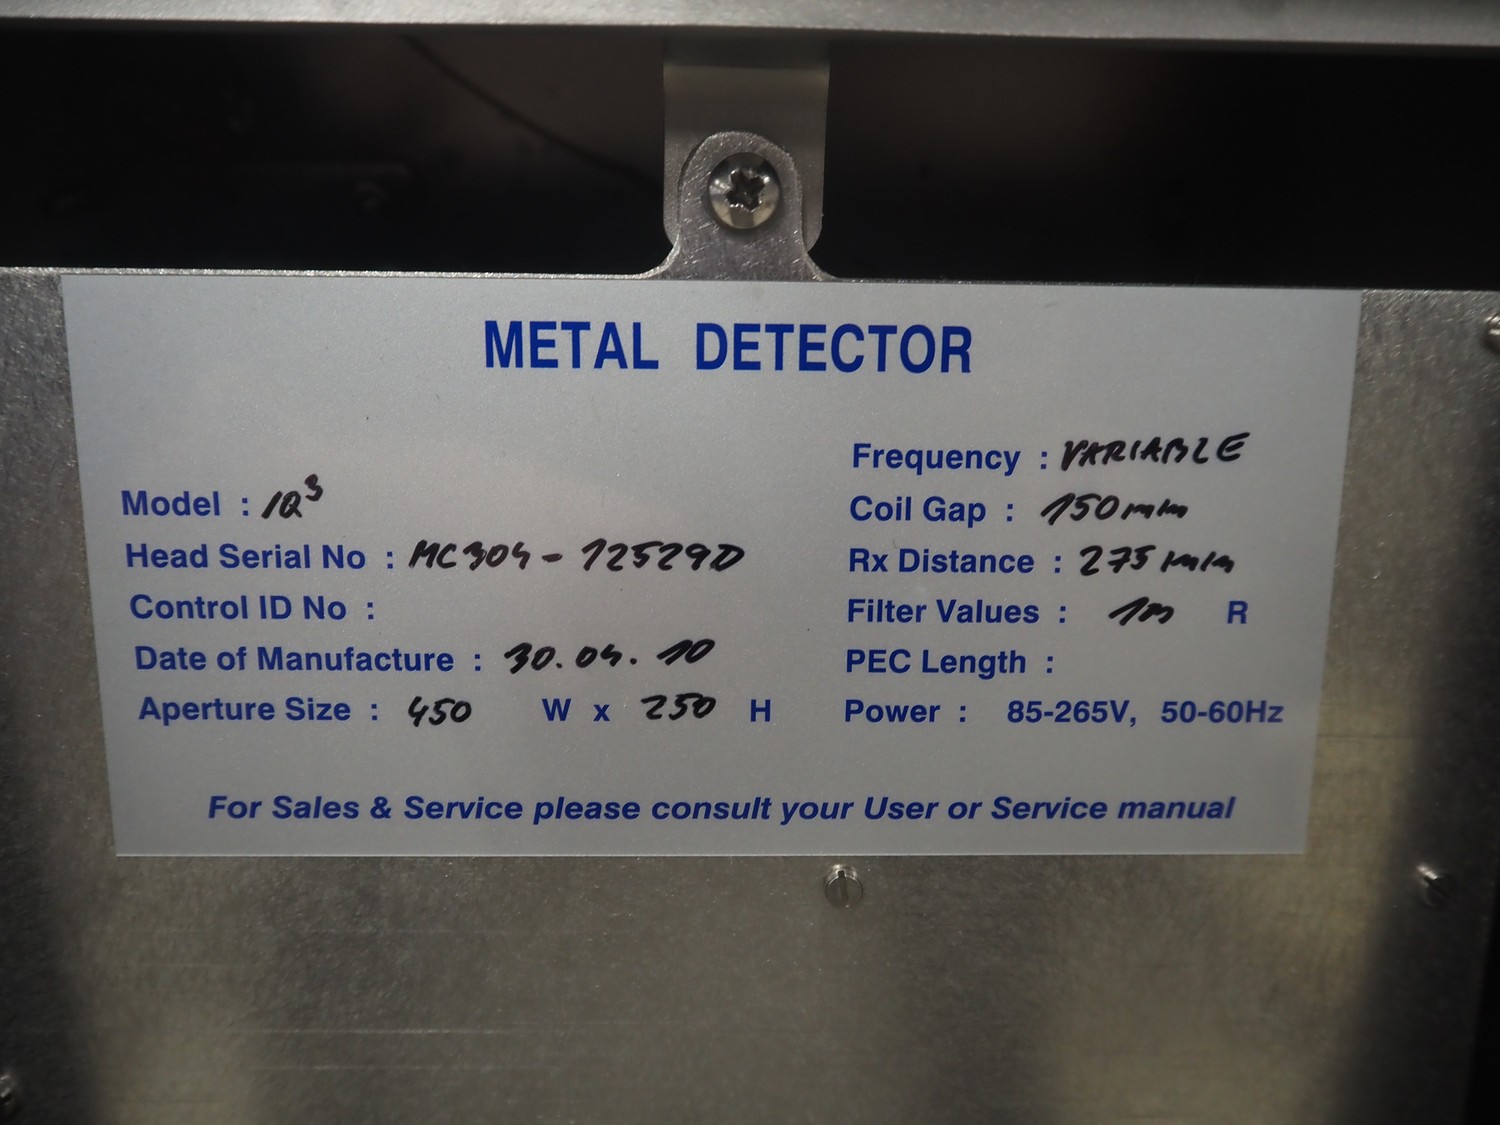 METAL DETECTOR
Model : IQ³
Head Serial No : MC304-12529D
Control ID No :
Date of Manufacture : 30.04.10
Aperture Size : 450 W x 250 H
Frequency : VARIABLE
Coil Gap : 150mm
Rx Distance : 275mm
Filter Values : R
PEC Length :
Power : 85-265V, 50-60Hz
For Sales & Service please consult your User or Service manual